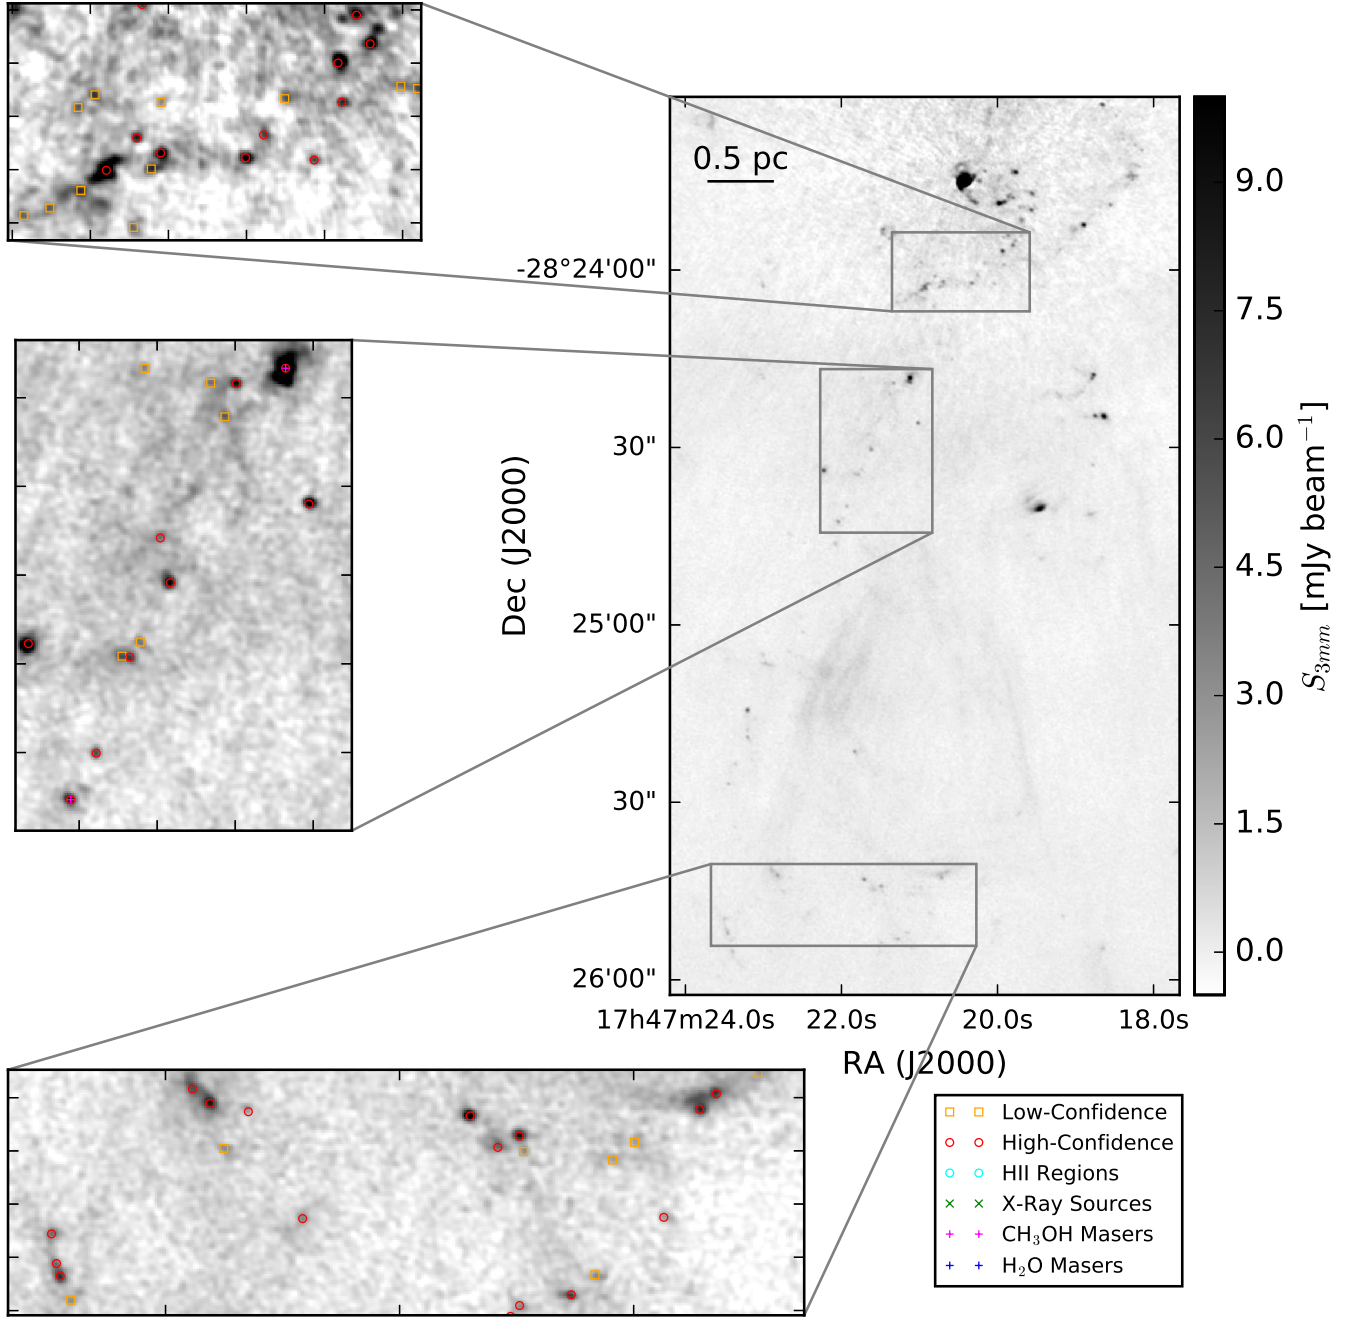 0.5 pc
-28°24'00"
30"
25'00"
30"
26'00"
Dec (J2000)
17h47m24.0s 22.0s 20.0s 18.0s
RA (J2000)
9.0
7.5
6.0
4.5
3.0
1.5
0.0
S₃ₘₘ [mJy beam⁻¹]
Low-Confidence
High-Confidence
HII Regions
X-Ray Sources
CH₃OH Masers
H₂O Masers